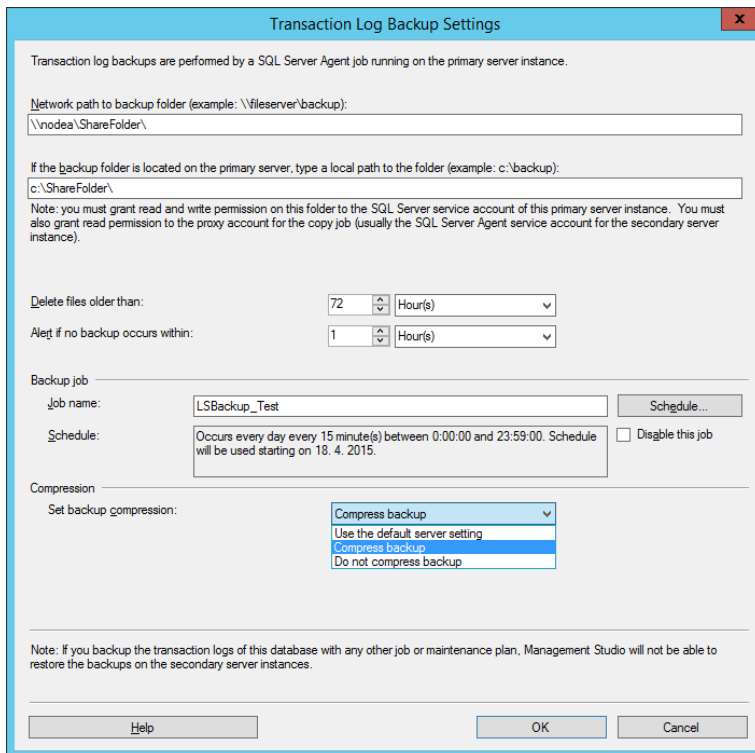 Transaction Log Backup Settings
x
Transaction log backups are performed by a SQL Server Agent job running on the primary server instance.
Network path to backup folder (example: \\fileserver\backup):
\\nodea\ShareFolder\
If the backup folder is located on the primary server, type a local path to the folder (example: c:\backup):
c:\ShareFolder\
Note: you must grant read and write permission on this folder to the SQL Server service account of this primary server instance. You must
also grant read permission to the proxy account for the copy job (usually the SQL Server Agent service account for the secondary server
instance).
Delete files older than: 72 Hour(s)
Alert if no backup occurs within: 1 Hour(s)
Backup job
Job name: LSBackup_Test Schedule...
Schedule: Occurs every day every 15 minute(s) between 0:00:00 and 23:59:00. Schedule Disable this job
will be used starting on 18. 4. 2015.
Compression
Set backup compression: Compress backup
Use the default server setting
Compress backup
Do not compress backup
Note: If you backup the transaction logs of this database with any other job or maintenance plan, Management Studio will not be able to
restore the backups on the secondary server instances.
Help OK Cancel